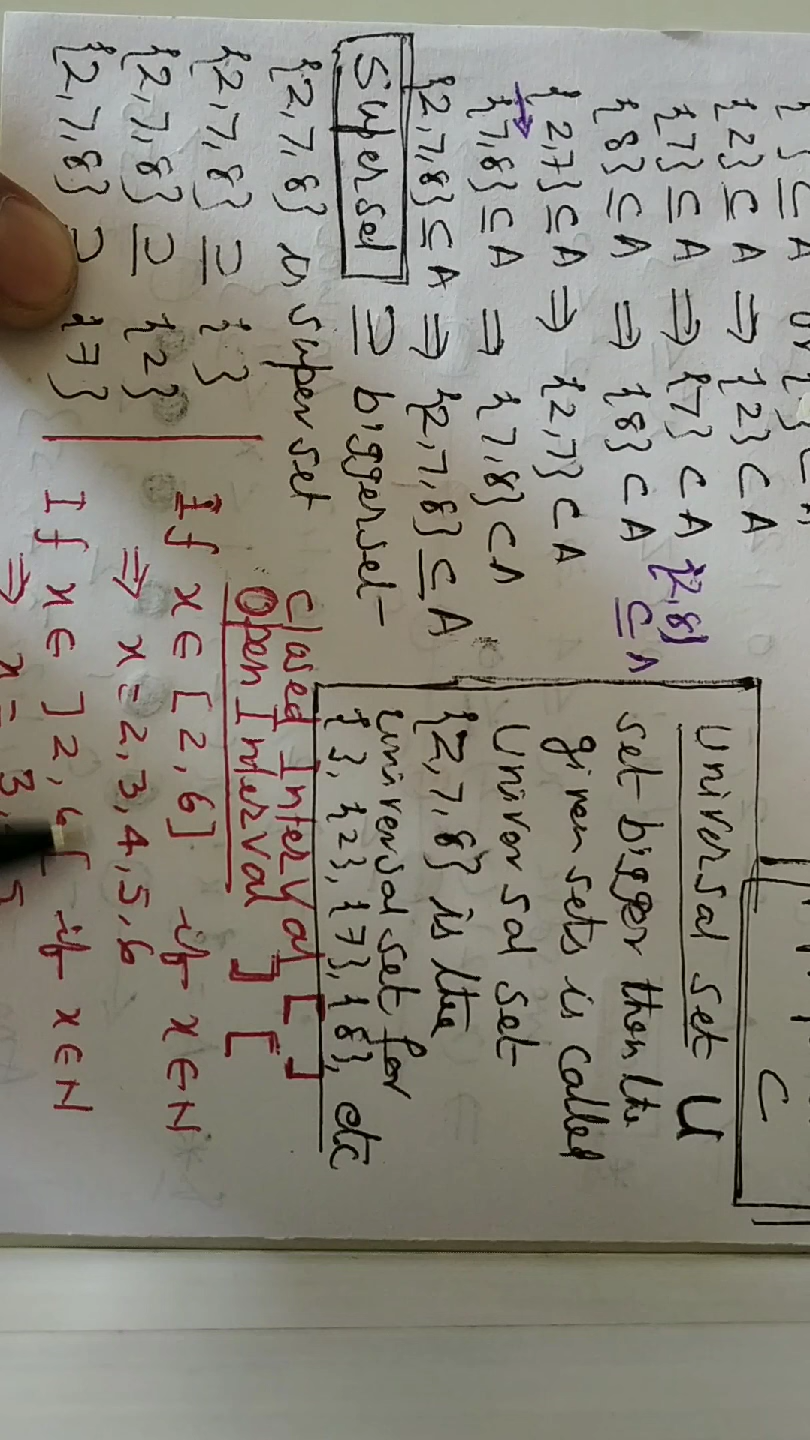 { } ⊆ A or { } ⊂ A
{2} ⊆ A ⇒ {2} ⊂ A
{7} ⊆ A ⇒ {7} ⊂ A
{8} ⊆ A ⇒ {8} ⊂ A
{2,8} ⊆ A
{2,7} ⊆ A ⇒ {2,7} ⊂ A
{7,8} ⊆ A ⇒ {7,8} ⊂ A
{2,7,8} ⊆ A ⇒ {2,7,8} ⊆ A
Superset ⊇ biggerset
{2,7,8} is superset
{2,7,8} ⊇ { }
{2,7,8} ⊇ {2}
{2,7,8} ⊇ {7}
C
Universal set U
set bigger then the
given sets is called
Universal set
{2,7,8} is the
universal set for
{ }, {2}, {7}, {8}, etc
Closed Interval [ ]
Open Interval ] [
If x ∈ [2,6] if x ∈ N
⇒ x = 2,3,4,5,6
If x ∈ ]2,6[ if x ∈ N
⇒ x = 3, 5